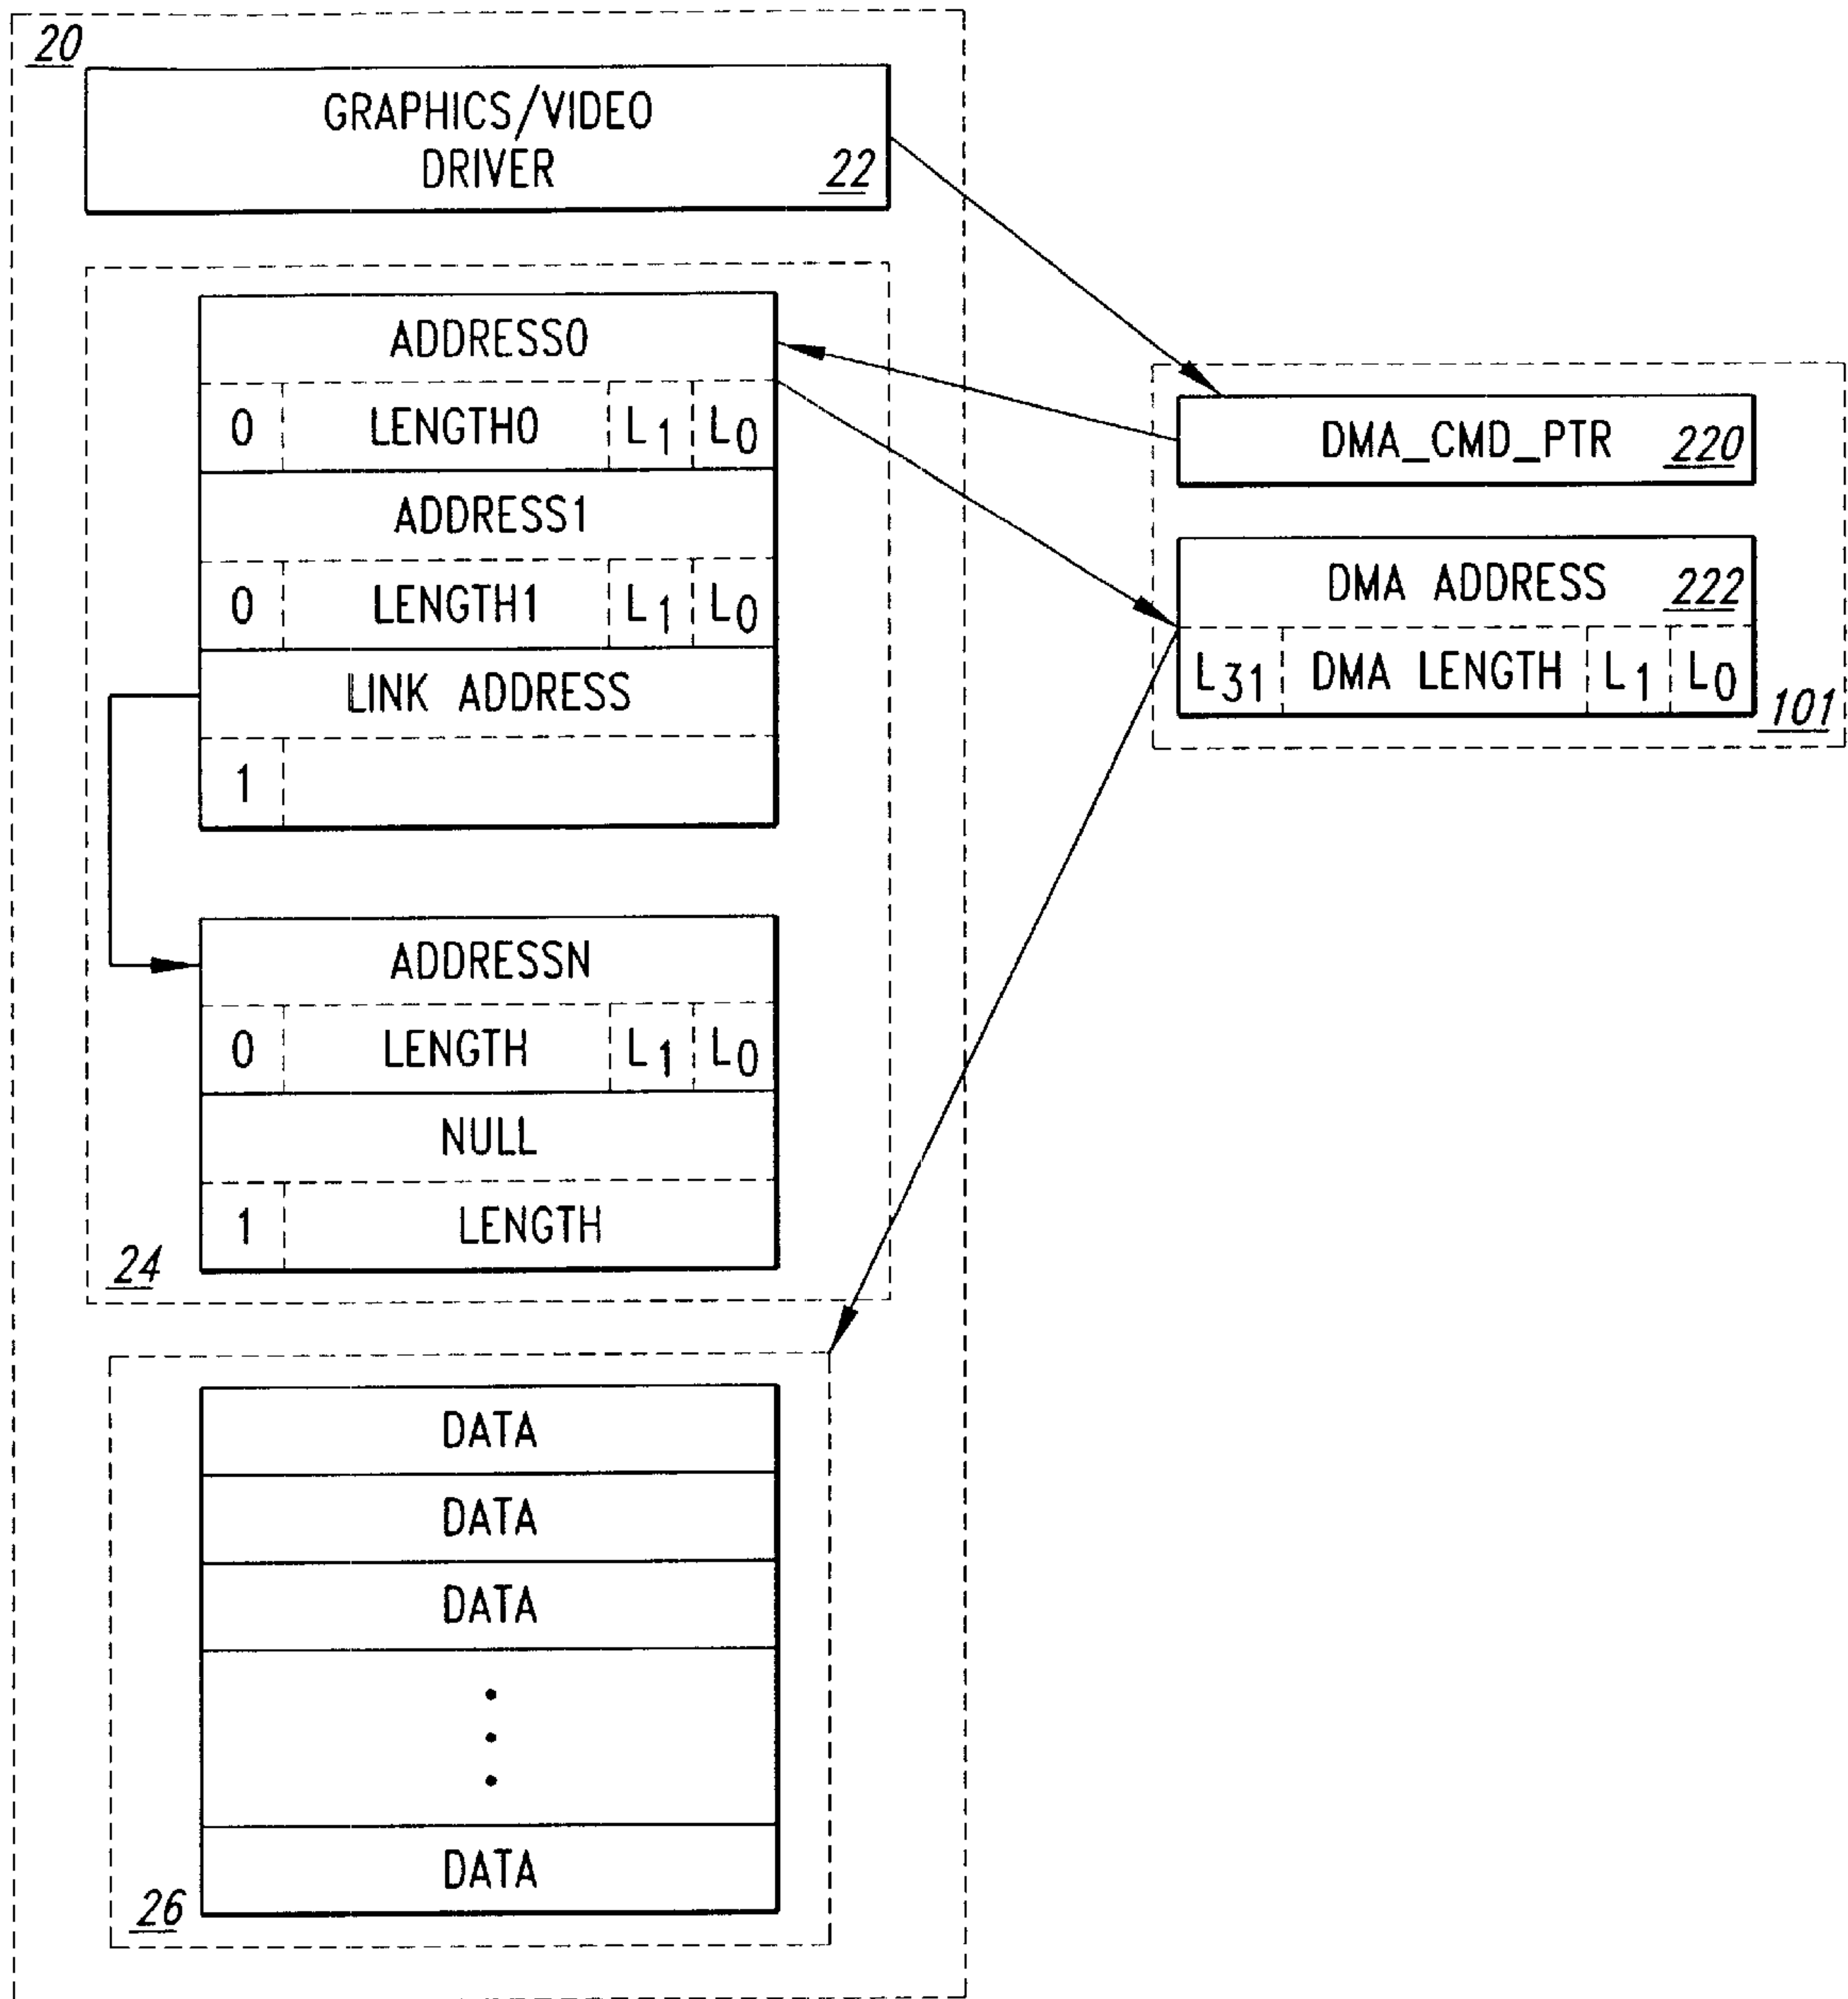 20
GRAPHICS/VIDEO
DRIVER 22
ADDRESS0
0 LENGTH0 L1 L0
ADDRESS1
0 LENGTH1 L1 L0
LINK ADDRESS
1
ADDRESSN
0 LENGTH L1 L0
NULL
1 LENGTH
24
DATA
DATA
DATA
DATA
26
DMA_CMD_PTR 220
DMA ADDRESS 222
L31 DMA LENGTH L1 L0
101